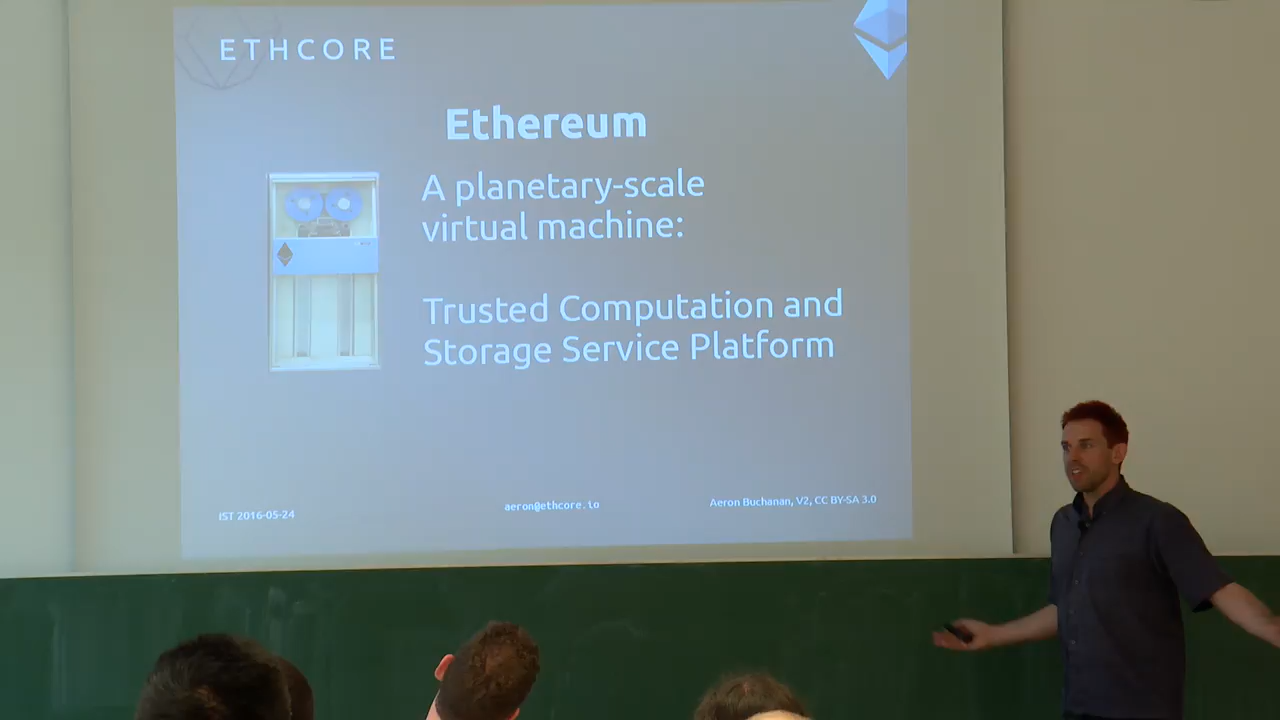 ETHCORE
Ethereum
A planetary-scale
virtual machine:
Trusted Computation and
Storage Service Platform
IST 2016-05-24
aeron@ethcore.io
Aeron Buchanan, V2, CC BY-SA 3.0